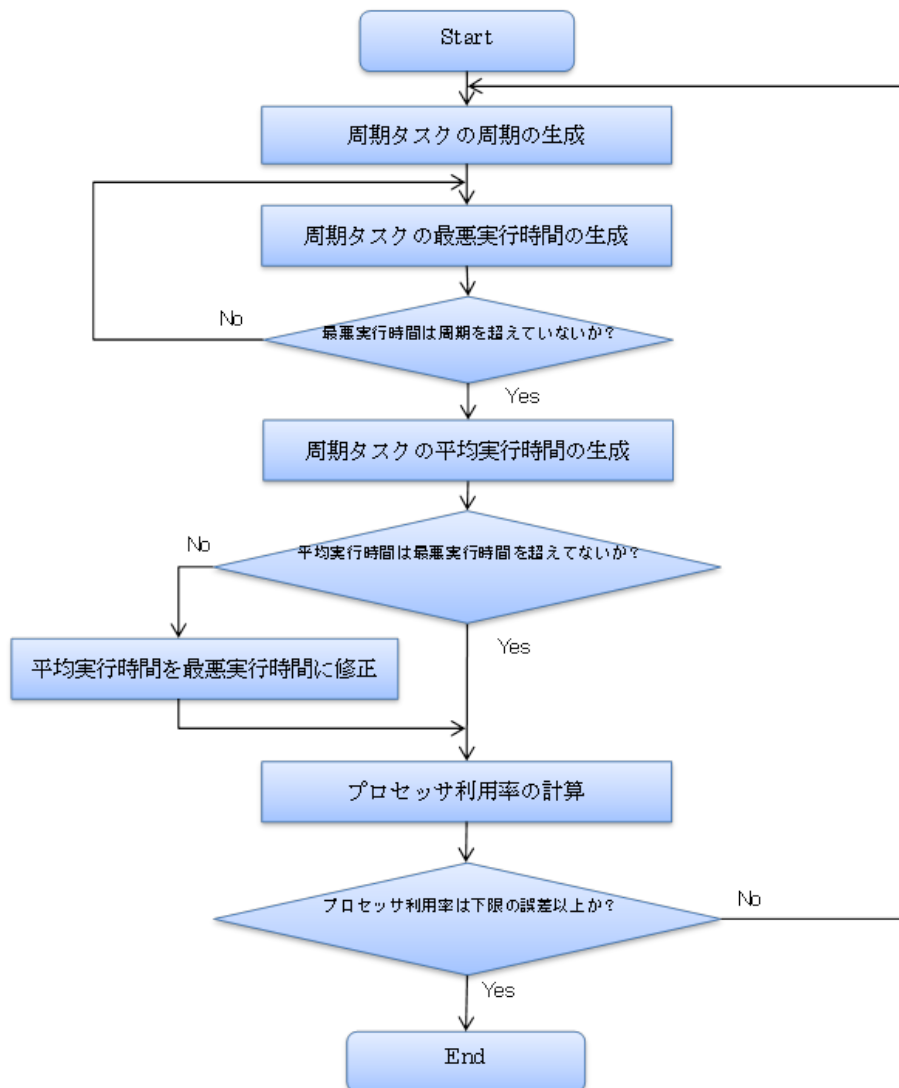 Start
周期タスクの周期の生成
周期タスクの最悪実行時間の生成
No
最悪実行時間は周期を超えていないか?
Yes
周期タスクの平均実行時間の生成
No
平均実行時間は最悪実行時間を超えてないか?
Yes
平均実行時間を最悪実行時間に修正
プロセッサ利用率の計算
プロセッサ利用率は下限の誤差以上か?
No
Yes
End